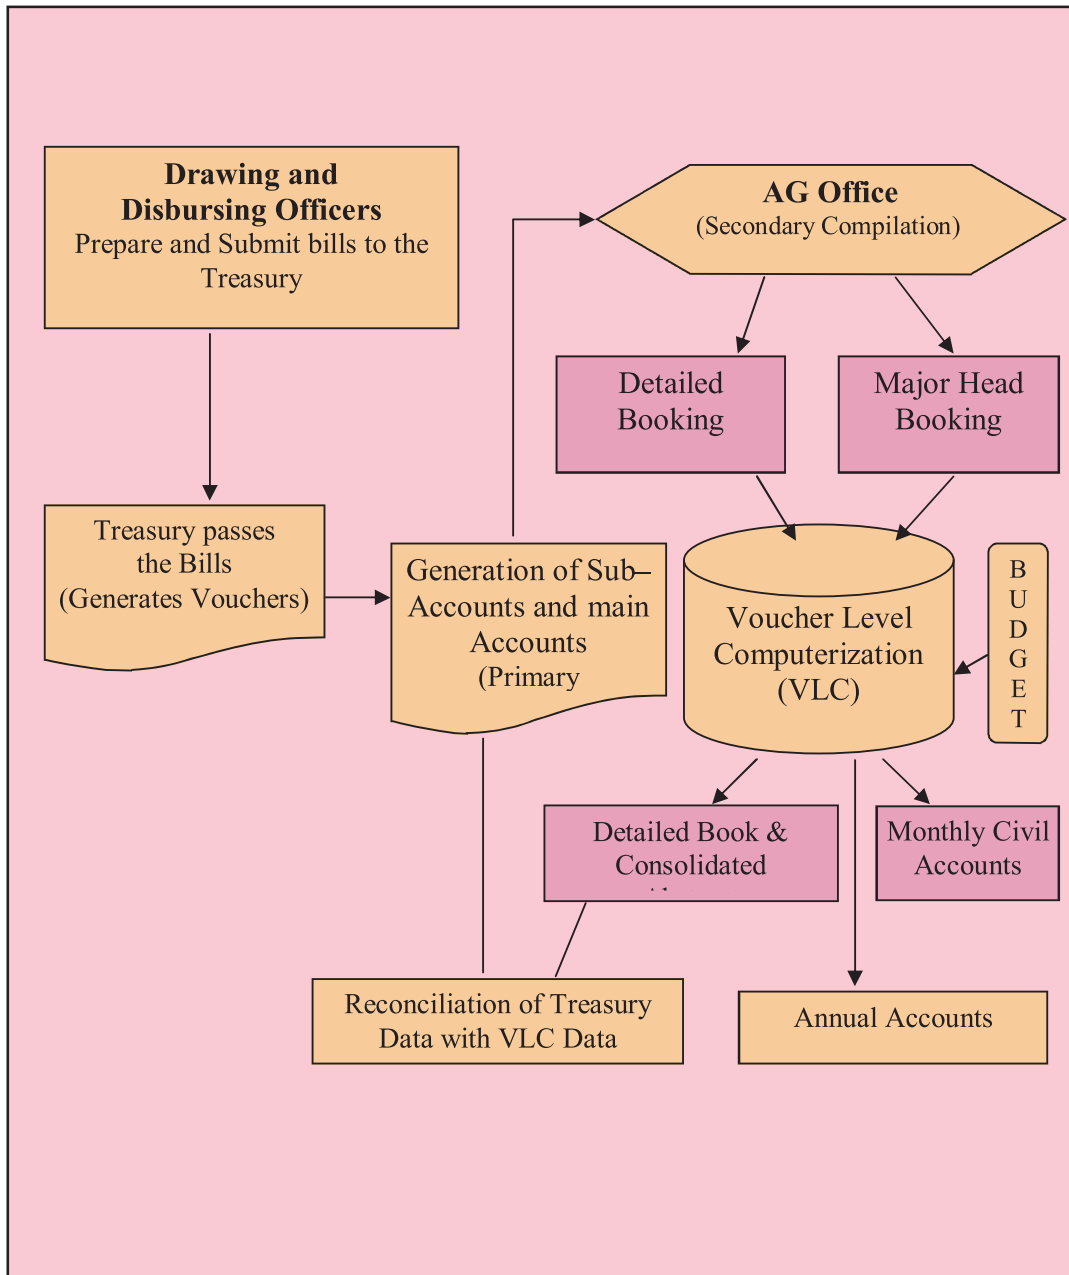 Drawing and
Disbursing Officers
Prepare and Submit bills to the
Treasury
AG Office
(Secondary Compilation)
Detailed
Booking
Major Head
Booking
Treasury passes
the Bills
(Generates Vouchers)
Generation of Sub–
Accounts and main
Accounts
(Primary
Voucher Level
Computerization
(VLC)
B
U
D
G
E
T
Detailed Book &
Consolidated
Monthly Civil
Accounts
Reconciliation of Treasury
Data with VLC Data
Annual Accounts